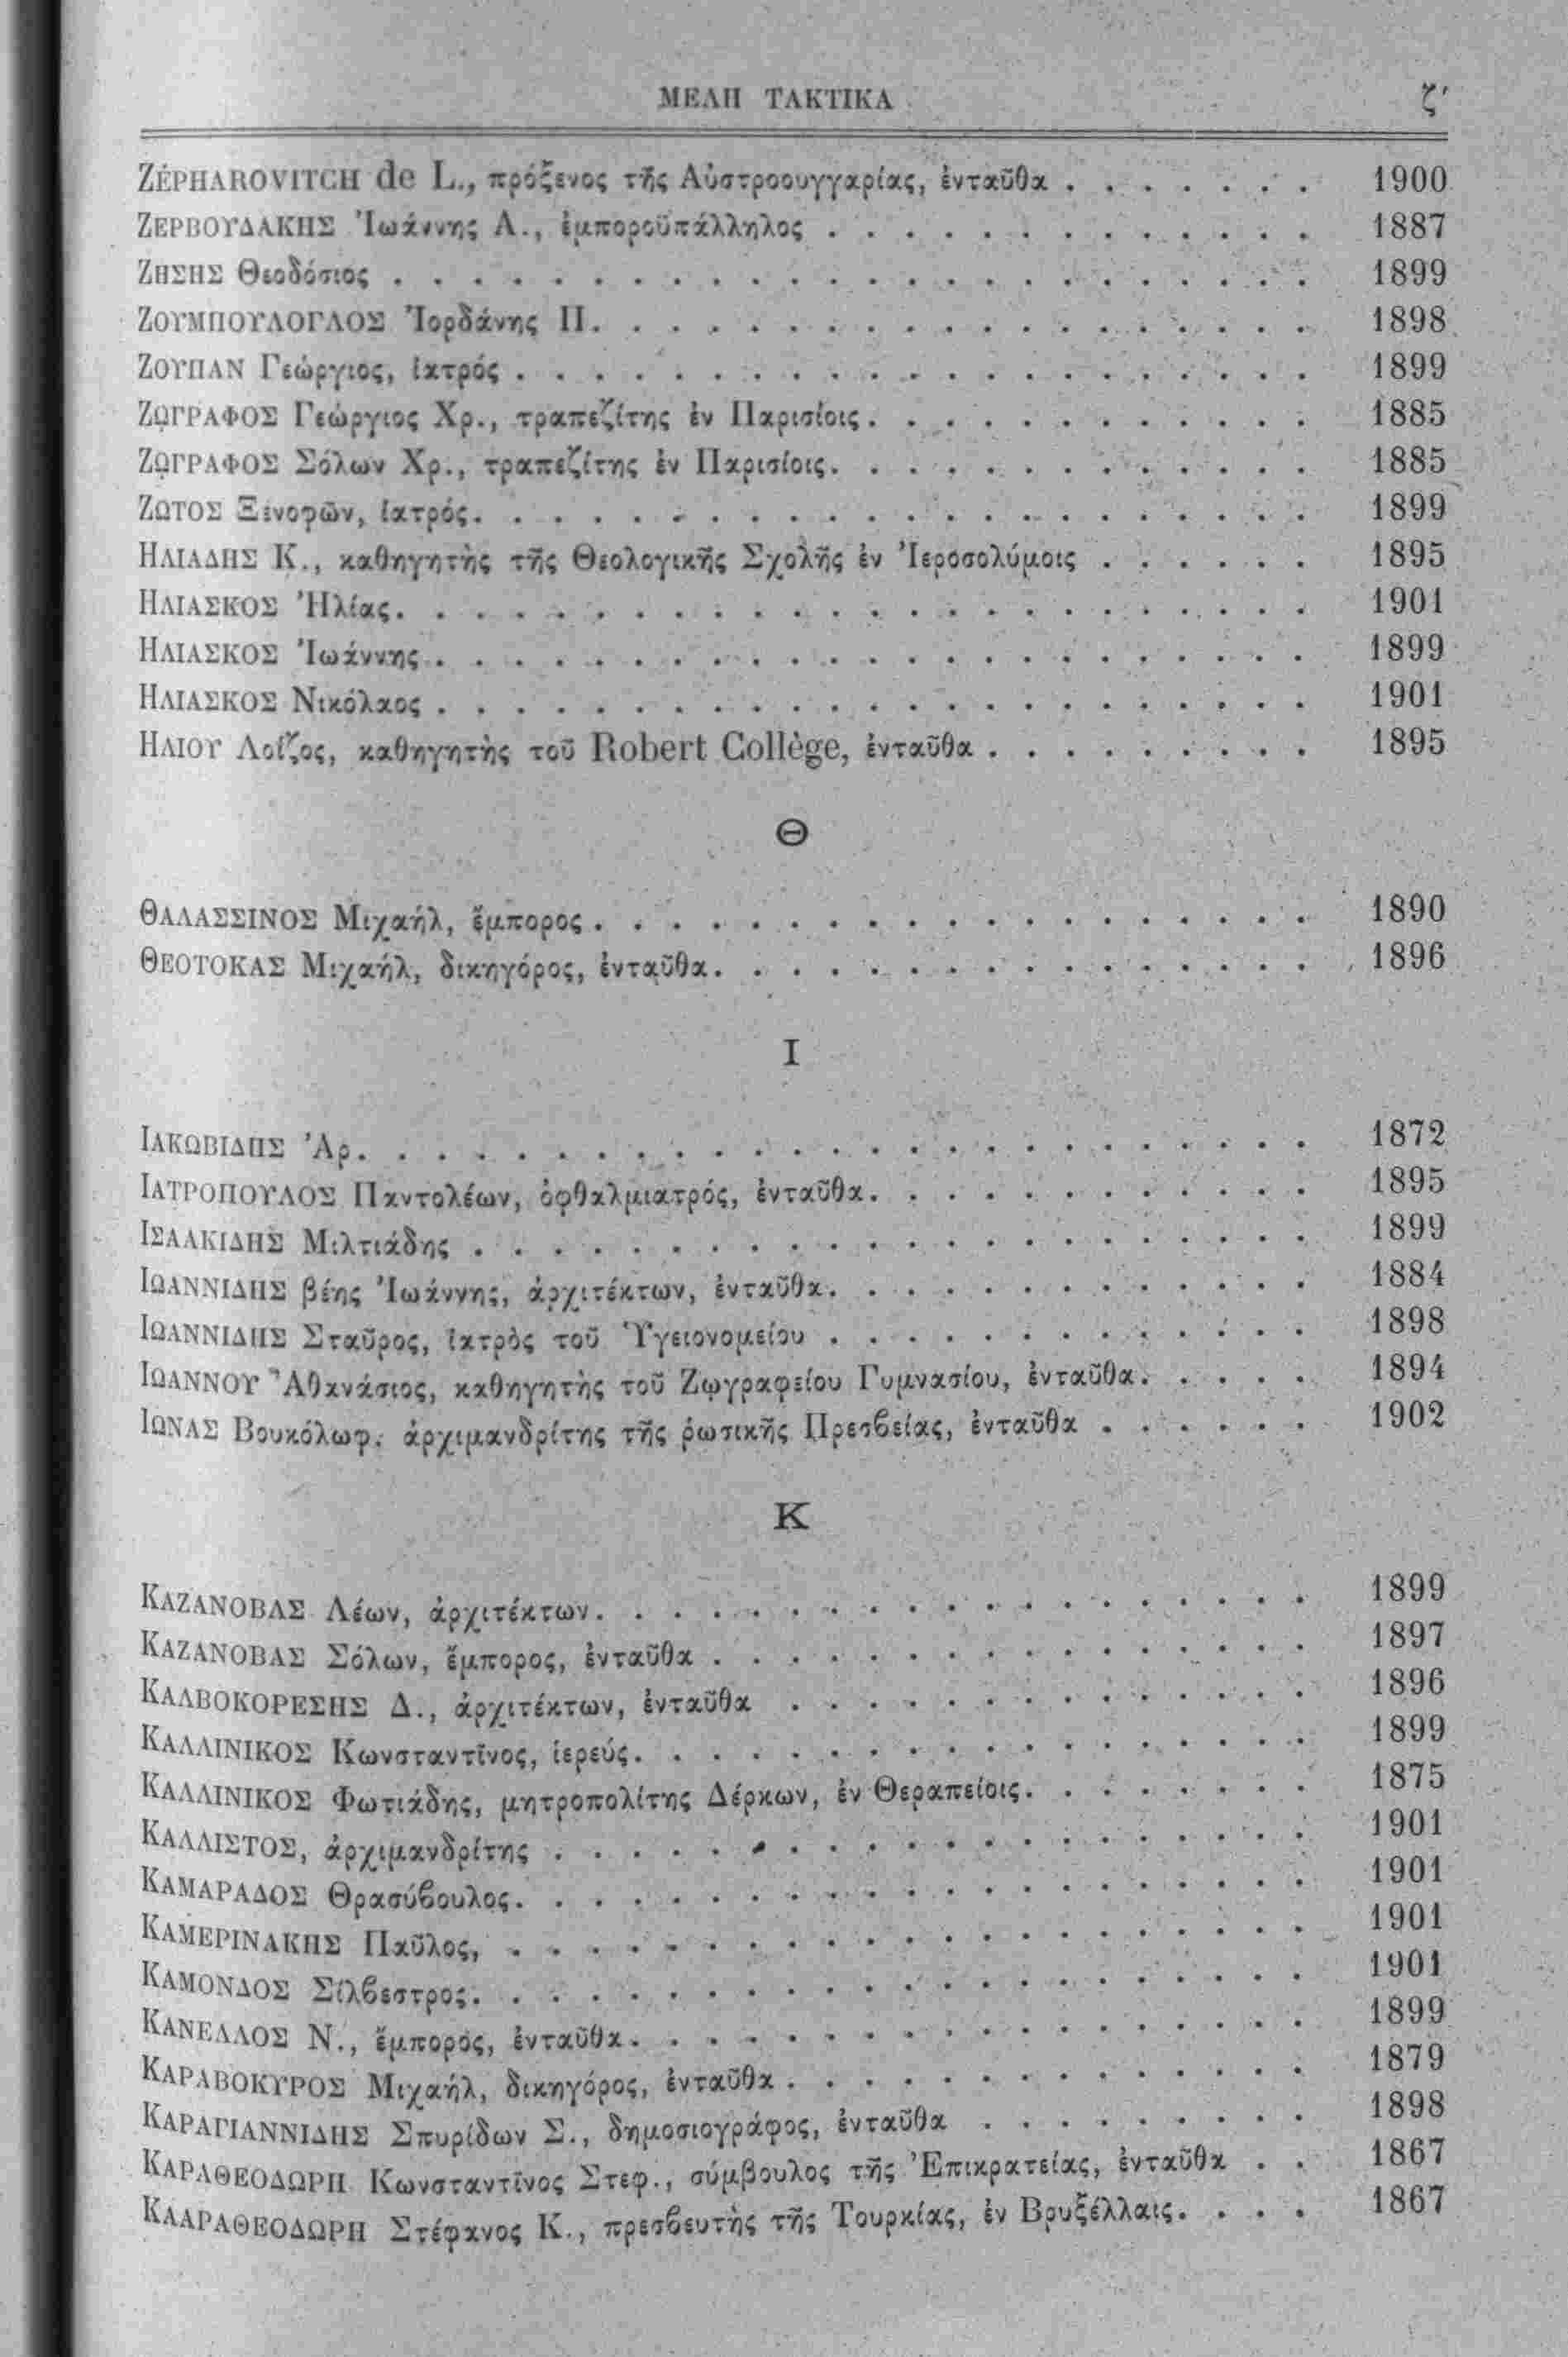 ΜΕΛΗ ΤΑΚΤΙΚΑ ζʹ
ZÉPHAROVITCH de L., πρόξενος τῆς Αὐστροουγγαρίας, ἐνταῦθα . . . . . . . 1900
ΖΕΡΒΟΥΔΑΚΗΣ Ἰωάννης Α., ἐμποροϋπάλληλος . . . . . . . . . . . . . 1887
ΖΗΣΗΣ Θεοδόσιος . . . . . . . . . . . . . . . . . . . . . . . . 1899
ΖΟΥΜΠΟΥΛΟΓΛΟΣ Ἰορδάνης Π. . . . . . . . . . . . . . . . . . . . 1898
ΖΟΥΠΑΝ Γεώργιος, ἰατρός . . . . . . . . . . . . . . . . . . . . . 1899
ΖῼΓΡΑΦΟΣ Γεώργιος Χρ., τραπεζίτης ἐν Παρισίοις. . . . . . . . . . . . 1885
ΖῼΓΡΑΦΟΣ Σόλων Χρ., τραπεζίτης ἐν Παρισίοις. . . . . . . . . . . . . 1885
ΖΩΤΟΣ Ξενοφῶν, ἰατρός. . . . . . . . . . . . . . . . . . . . . . 1899
ΗΛΙΑΔΗΣ Κ., καθηγητὴς τῆς Θεολογικῆς Σχολῆς ἐν Ἱεροσολύμοις . . . . . . 1895
ΗΛΙΑΣΚΟΣ Ἠλίας. . . . . . . . . . . . . . . . . . . . . . . . 1901
ΗΛΙΑΣΚΟΣ Ἰωάννης . . . . . . . . . . . . . . . . . . . . . . . 1899
ΗΛΙΑΣΚΟΣ Νικόλαος . . . . . . . . . . . . . . . . . . . . . . . 1901
ΗΛΙΟΥ Λοΐζος, καθηγητὴς τοῦ Robert Collège, ἐνταῦθα . . . . . . . . . 1895
Θ
ΘΑΛΑΣΣΙΝΟΣ Μιχαήλ, ἔμπορος . . . . . . . . . . . . . . . . . . . 1890
ΘΕΟΤΟΚΑΣ Μιχαήλ, δικηγόρος, ἐνταῦθα. . . . . . . . . . . . . . . . 1896
Ι
ΙΑΚΩΒΙΔΗΣ Ἀρ. . . . . . . . . . . . . . . . . . . . . . . . . 1872
ΙΑΤΡΟΠΟΥΛΟΣ Παντολέων, ὀφθαλμιατρός, ἐνταῦθα. . . . . . . . . . . . 1895
ΙΣΑΑΚΙΔΗΣ Μιλτιάδης . . . . . . . . . . . . . . . . . . . . . . 1899
ΙΩΑΝΝΙΔΗΣ βέης Ἰωάννης, ἀρχιτέκτων, ἐνταῦθα. . . . . . . . . . . . . 1884
ΙΩΑΝΝΙΔΗΣ Σταῦρος, ἰατρὸς τοῦ Ὑγειονομείου . . . . . . . . . . . . . 1898
ΙΩΑΝΝΟΥ Ἀθανάσιος, καθηγητὴς τοῦ Ζῳγραφείου Γυμνασίου, ἐνταῦθα. . . . . 1894
ΙΩΝΑΣ Βουκόλωφ. ἀρχιμανδρίτης τῆς ῥωσικῆς Πρεσβείας, ἐνταῦθα . . . . . . 1902
Κ
ΚΑΖΑΝΟΒΑΣ Λέων, ἀρχιτέκτων. . . . . . . . . . . . . . . . . . . 1899
ΚΑΖΑΝΟΒΑΣ Σόλων, ἔμπορος, ἐνταῦθα . . . . . . . . . . . . . . . . 1897
ΚΑΛΒΟΚΟΡΕΣΗΣ Δ., ἀρχιτέκτων, ἐνταῦθα . . . . . . . . . . . . . . 1896
ΚΑΛΛΙΝΙΚΟΣ Κωνσταντῖνος, ἱερεύς. . . . . . . . . . . . . . . . . . 1899
ΚΑΛΛΙΝΙΚΟΣ Φωτιάδης, μητροπολίτης Δέρκων, ἐν Θεραπείοις. . . . . . . . 1875
ΚΑΛΛΙΣΤΟΣ, ἀρχιμανδρίτης . . . . . . . . . . . . . . . . . . . . 1901
ΚΑΜΑΡΑΔΟΣ Θρασύβουλος. . . . . . . . . . . . . . . . . . . . . 1901
ΚΑΜΕΡΙΝΑΚΗΣ Παῦλος, . . . . . . . . . . . . . . . . . . . . . 1901
ΚΑΜΟΝΔΟΣ Σίλβεστρος. . . . . . . . . . . . . . . . . . . . . . 1901
ΚΑΝΕΛΛΟΣ Ν., ἔμπορος, ἐνταῦθα. . . . . . . . . . . . . . . . . . 1899
ΚΑΡΑΒΟΚΥΡΟΣ Μιχαήλ, δικηγόρος, ἐνταῦθα . . . . . . . . . . . . . . 1879
ΚΑΡΑΓΙΑΝΝΙΔΗΣ Σπυρίδων Σ., δημοσιογράφος, ἐνταῦθα . . . . . . . . . 1898
ΚΑΡΑΘΕΟΔΩΡΗ Κωνσταντῖνος Στεφ., σύμβουλος τῆς Ἐπικρατείας, ἐνταῦθα . . 1867
ΚΑΑΡΑΘΕΟΔΩΡΗ Στέφανος Κ., πρεσβευτὴς τῆς Τουρκίας, ἐν Βρυξέλλαις. . . . 1867